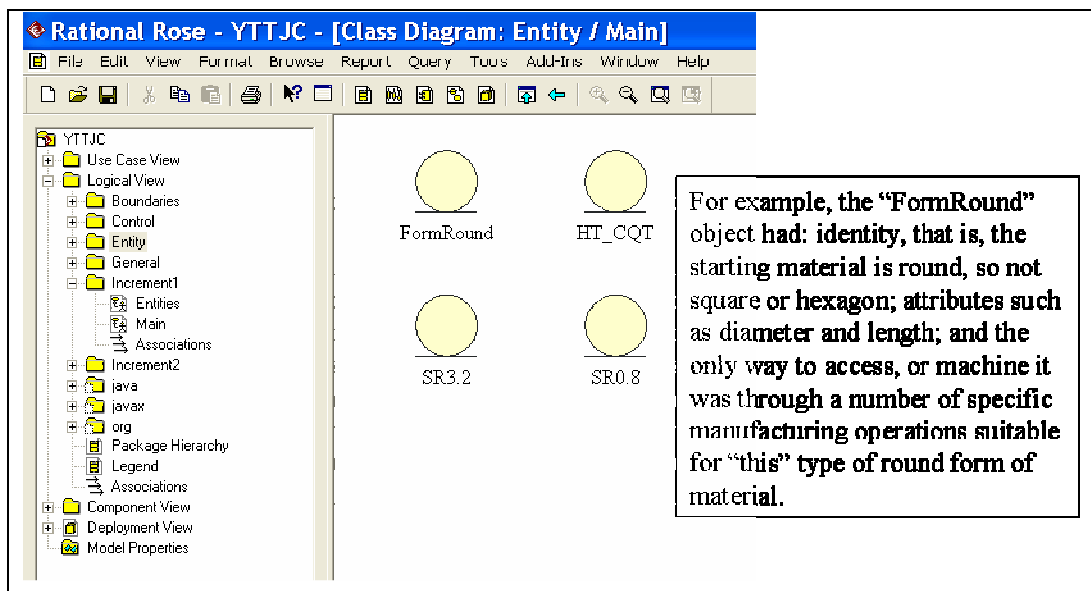 Rational Rose - YTTJC - [Class Diagram: Entity / Main]
File Edit View Format Browse Report Query Tools Add-Ins Window Help
YTTJC
Use Case View
Logical View
Boundaries
Control
Entity
General
Increment1
Entities
Main
Associations
Increment2
java
javax
org
Package Hierarchy
Legend
Associations
Component View
Deployment View
Model Properties
FormRound
HT_CQT
SR3.2
SR0.8
For example, the “FormRound”
object had: identity, that is, the
starting material is round, so not
square or hexagon; attributes such
as diameter and length; and the
only way to access, or machine it
was through a number of specific
manufacturing operations suitable
for “this” type of round form of
material.